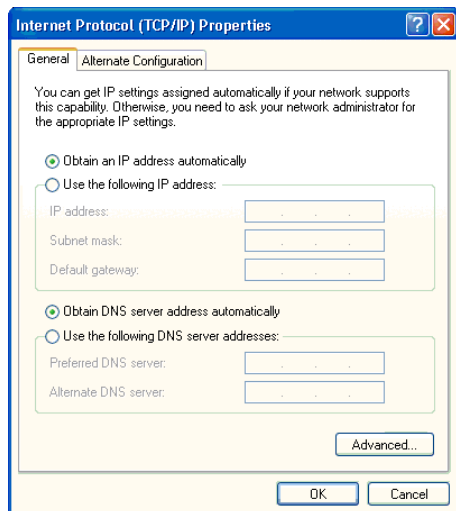 Internet Protocol (TCP/IP) Properties
General
Alternate Configuration
You can get IP settings assigned automatically if your network supports
this capability. Otherwise, you need to ask your network administrator for
the appropriate IP settings.
Obtain an IP address automatically
Use the following IP address:
IP address:
Subnet mask:
Default gateway:
Obtain DNS server address automatically
Use the following DNS server addresses:
Preferred DNS server:
Alternate DNS server:
Advanced...
OK
Cancel